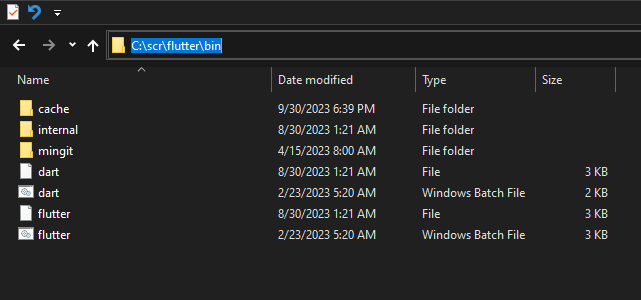 C:\scr\flutter\bin
Name Date modified Type Size
cache 9/30/2023 6:39 PM File folder
internal 8/30/2023 1:21 AM File folder
mingit 4/15/2023 8:00 AM File folder
dart 8/30/2023 1:21 AM File 3 KB
dart 2/23/2023 5:20 AM Windows Batch File 2 KB
flutter 8/30/2023 1:21 AM File 3 KB
flutter 2/23/2023 5:20 AM Windows Batch File 3 KB